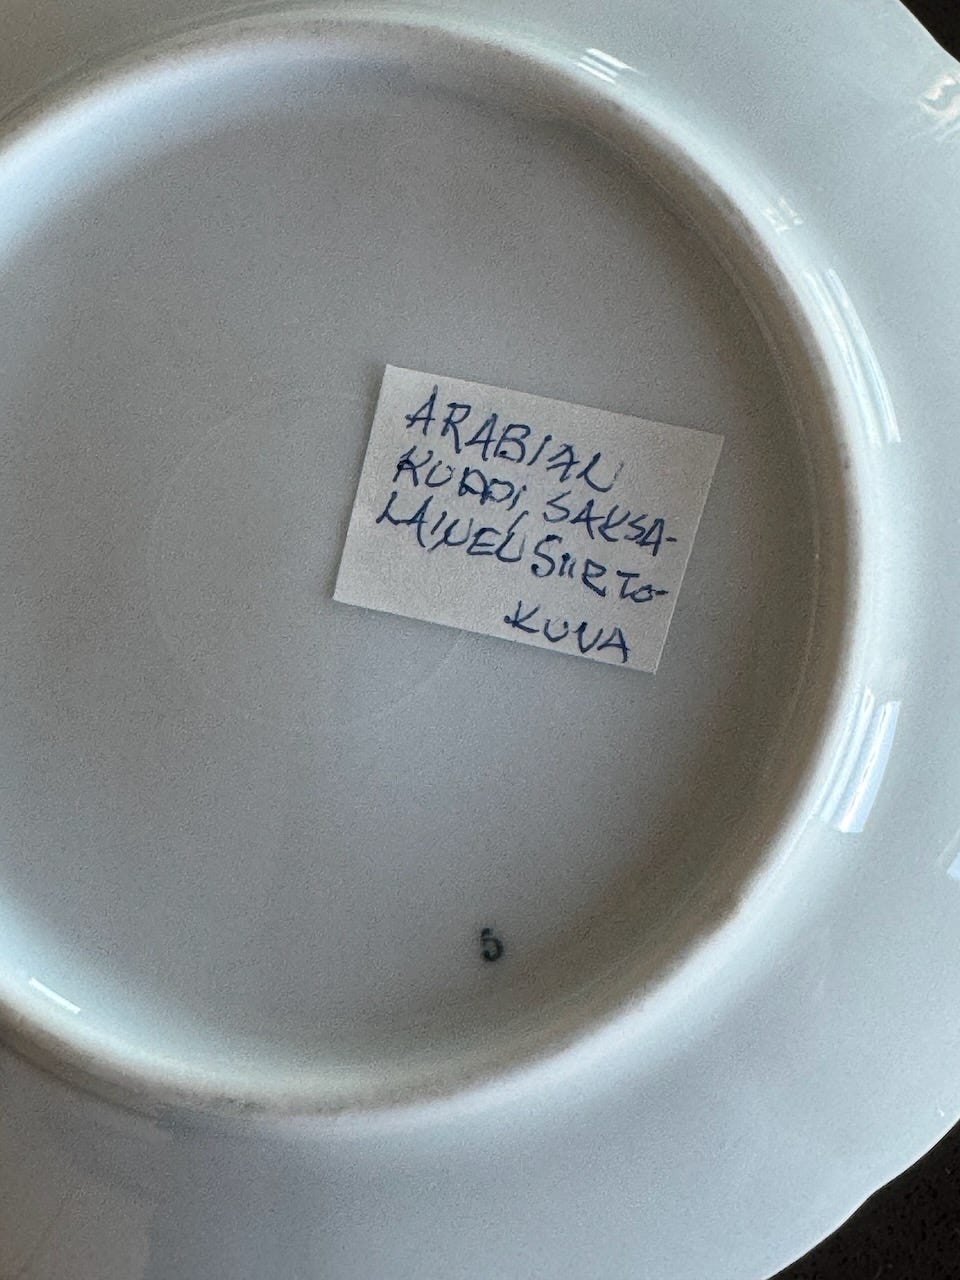 ARABIAN
KUPPI, SAKSA-
LAINEN SIIRTO-
KUVA
5